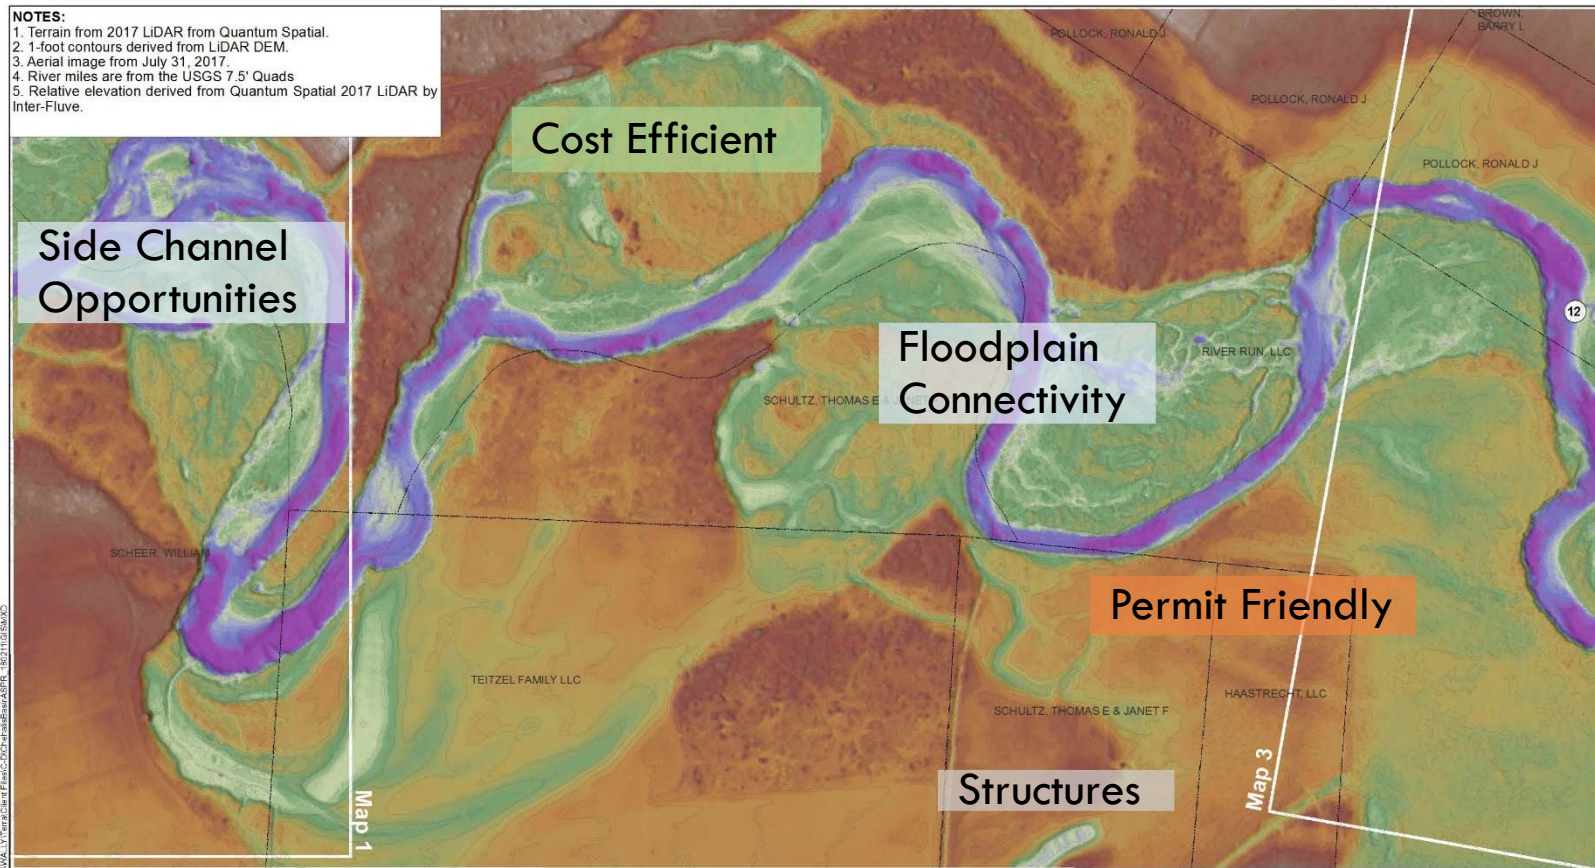 NOTES:
1. Terrain from 2017 LiDAR from Quantum Spatial.
2. 1-foot contours derived from LiDAR DEM.
3. Aerial image from July 31, 2017.
4. River miles are from the USGS 7.5' Quads
5. Relative elevation derived from Quantum Spatial 2017 LiDAR by
Inter-Fluve.
BROWN,
BARRY L
POLLOCK, RONALD J
POLLOCK, RONALD J
Cost Efficient
POLLOCK, RONALD J
Side Channel
Opportunities
12
Floodplain
Connectivity
RIVER RUN, LLC
SCHULTZ, THOMAS E & JANET
SCHEER, WILLIAM
Permit Friendly
TEITZEL FAMILY LLC
HAASTRECHT, LLC
SCHULTZ, THOMAS E & JANET F
Structures
Map 3
Map 1